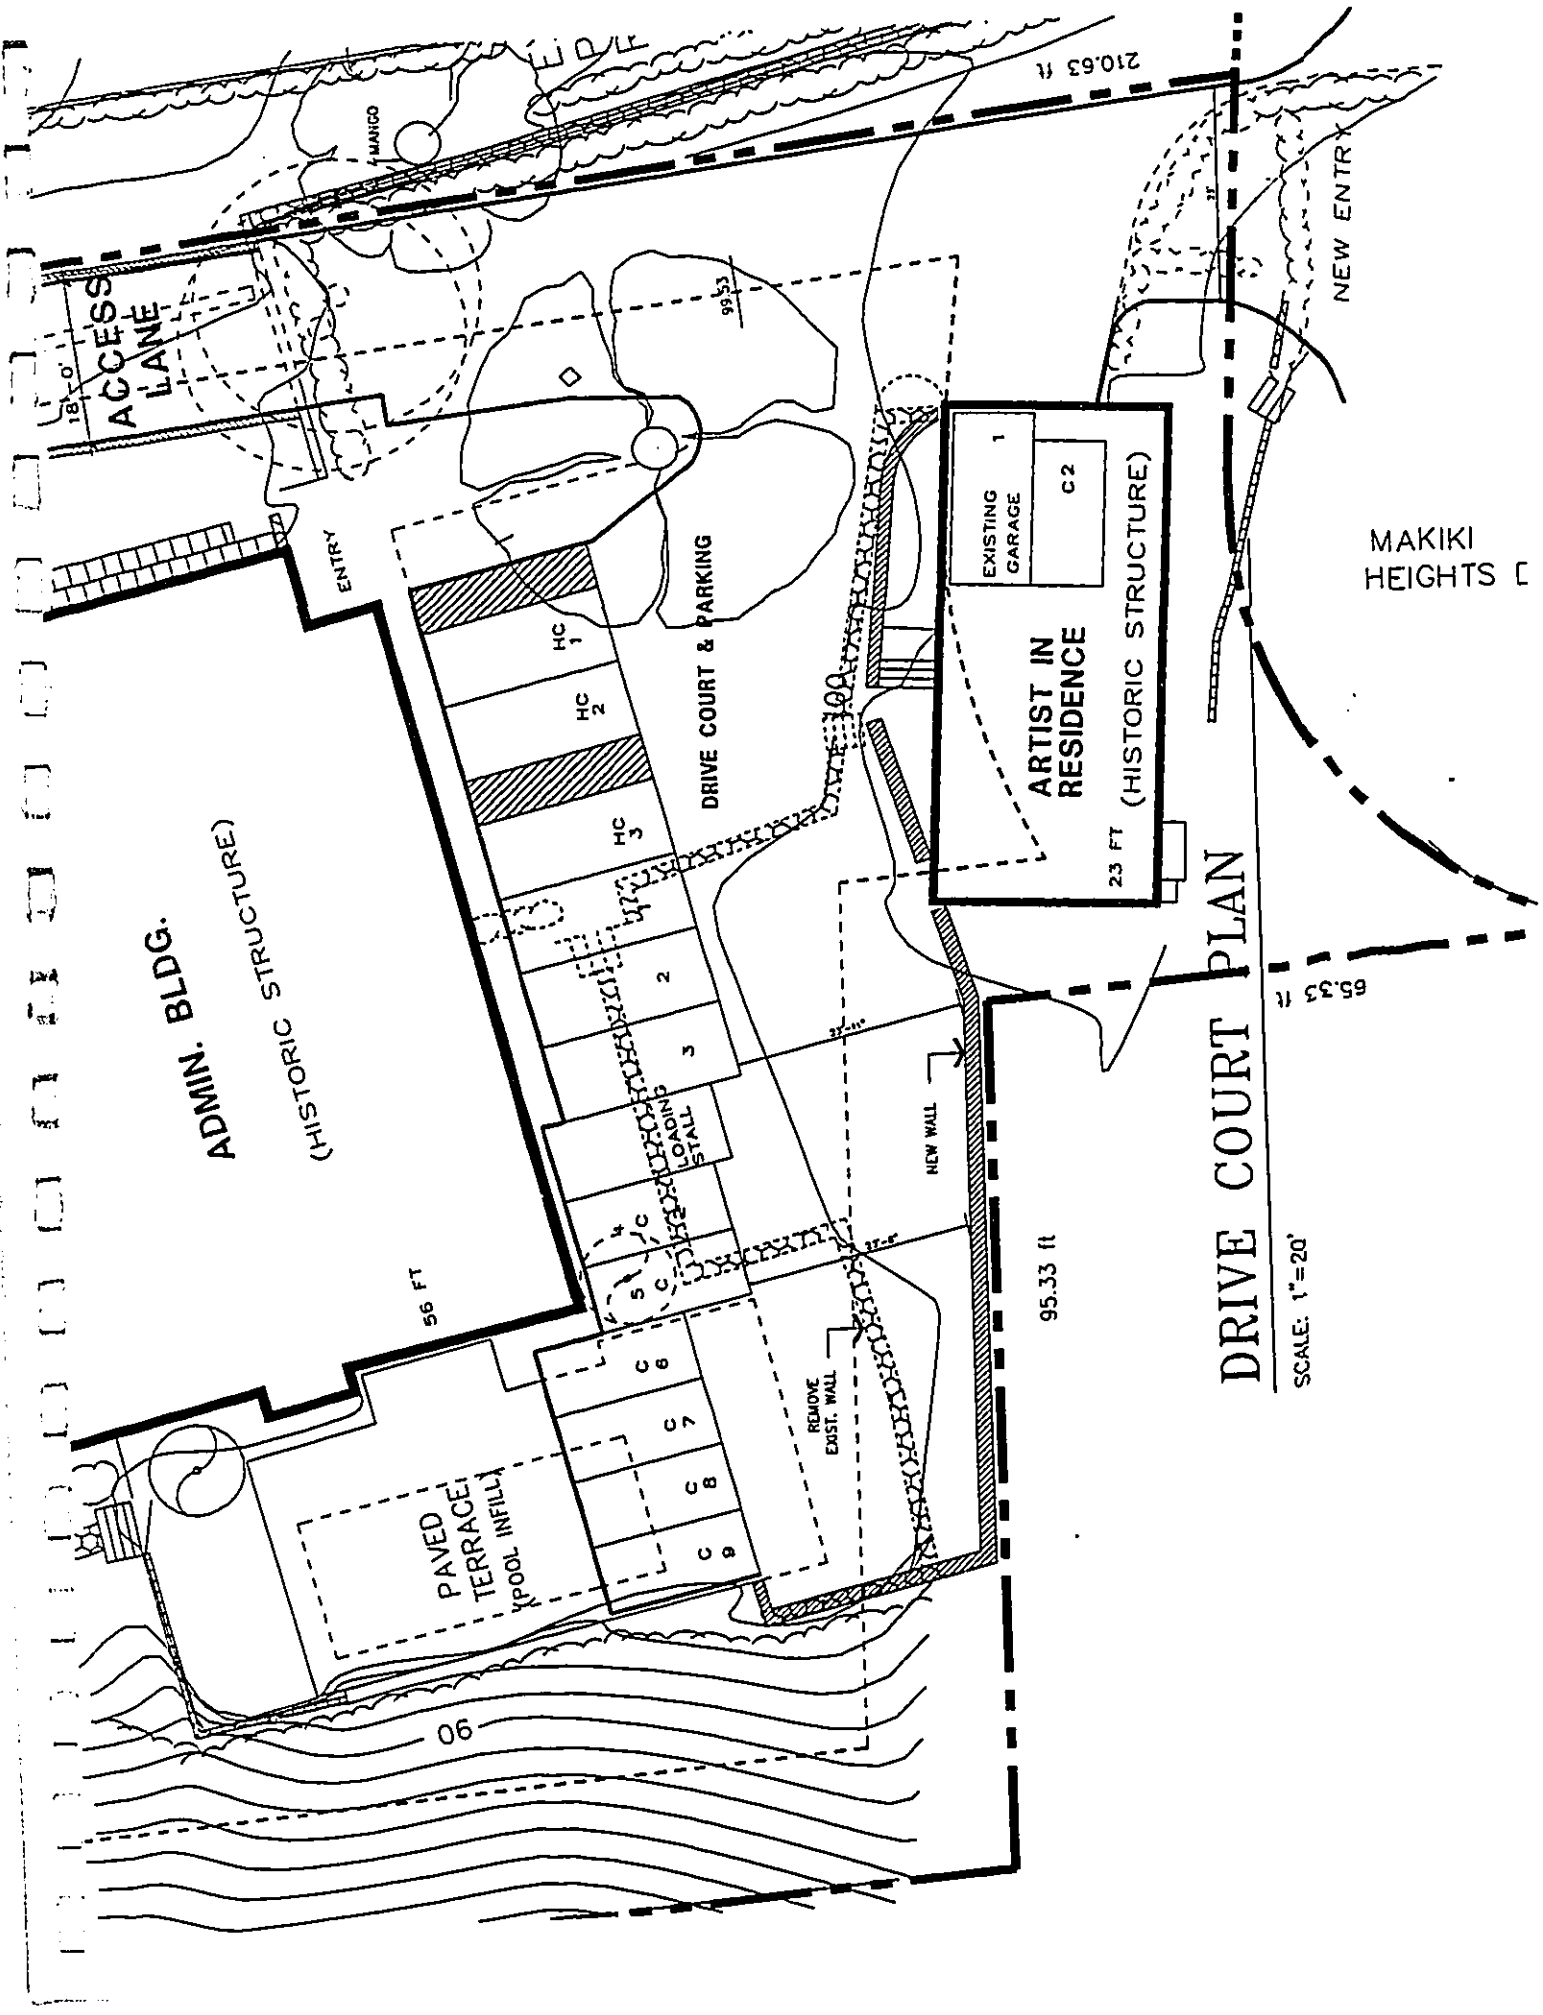 ADMIN. BLDG.
(HISTORIC STRUCTURE)
56 FT
ACCESS
LANE
18'-0"
MANGO
ENTRY
PAVED
TERRACE
(POOL INFILL)
90
HC
1
HC
2
HC
3
2
3
LOADING
STALL
4
C
5
C
C
6
C
7
C
8
C
9
DRIVE COURT & PARKING
99.53
100
REMOVE
EXIST. WALL
NEW WALL
23'-11"
EXISTING
GARAGE
1
C2
ARTIST IN
RESIDENCE
(HISTORIC STRUCTURE)
23 FT
210.63 ft
NEW ENTRY
MAKIKI
HEIGHTS
65.33 ft
95.33 ft
DRIVE COURT PLAN
SCALE: 1"=20'